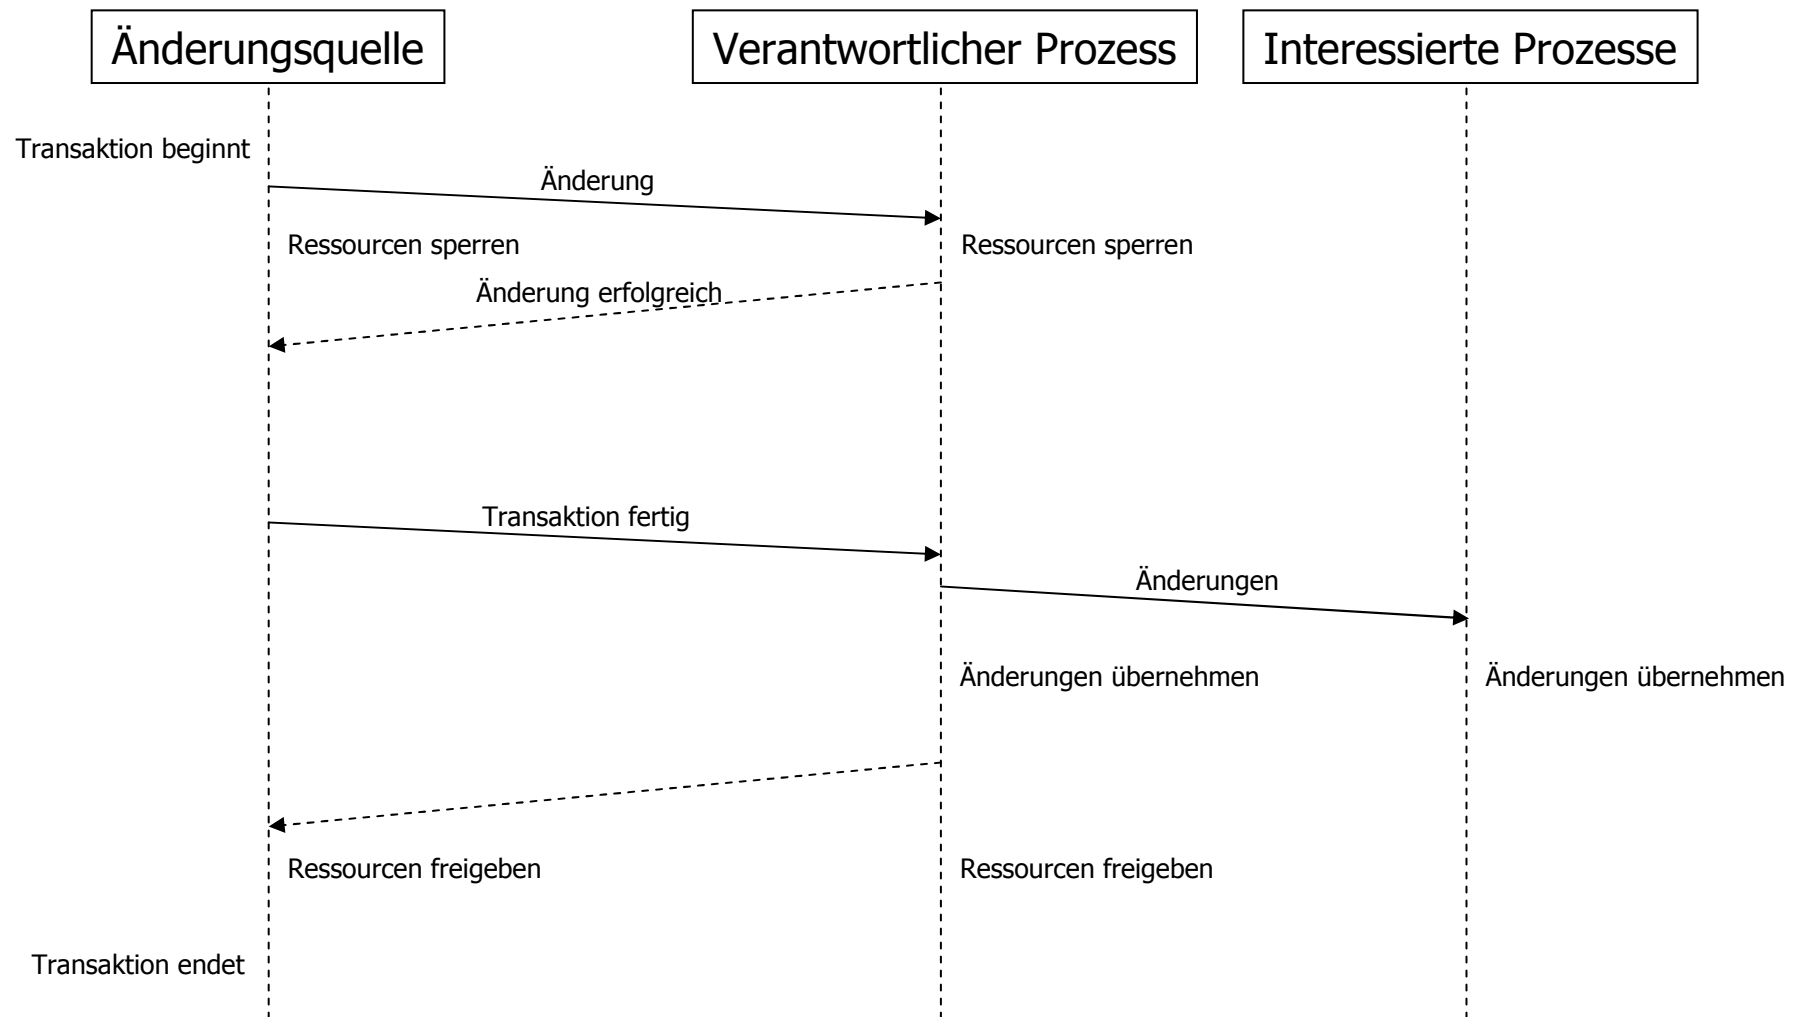 Änderungsquelle
Verantwortlicher Prozess
Interessierte Prozesse
Transaktion beginnt
Änderung
Ressourcen sperren
Ressourcen sperren
Änderung erfolgreich
Transaktion fertig
Änderungen
Änderungen übernehmen
Änderungen übernehmen
Ressourcen freigeben
Ressourcen freigeben
Transaktion endet